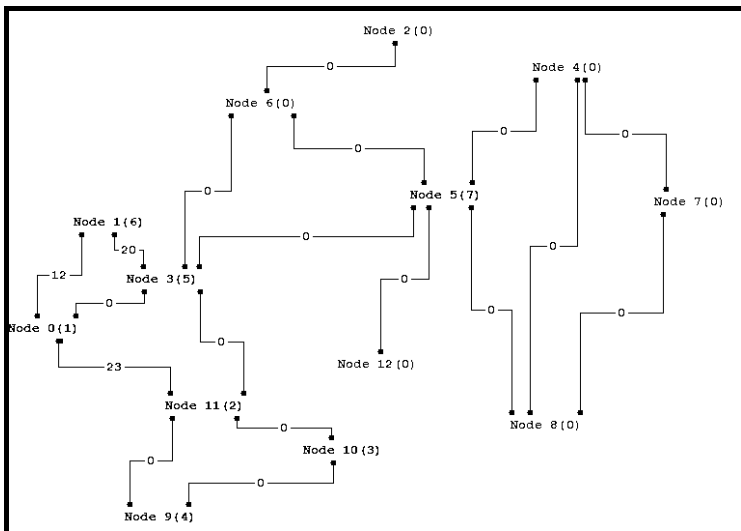 Node 2(0)
0
Node 4(0)
Node 6(0)
0
0
0
0
Node 5(7)
Node 7(0)
Node 1(6)
20
0
0
12
Node 3(5)
0
0
Node 0(1)
0
0
0
Node 12(0)
23
Node 11(2)
Node 8(0)
0
Node 10(3)
0
0
Node 9(4)